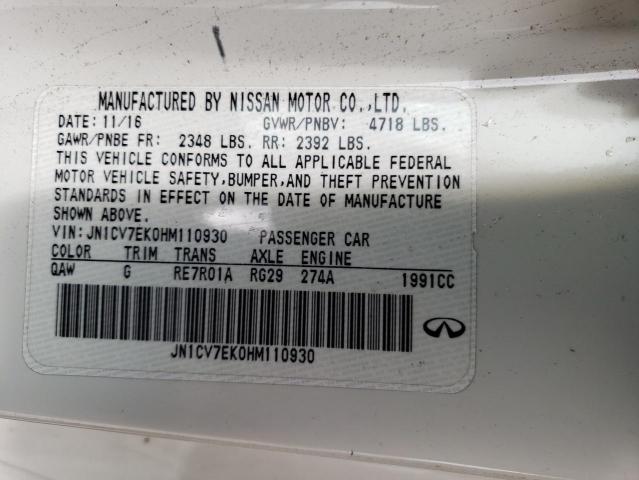 MANUFACTURED BY NISSAN MOTOR CO.,LTD.
DATE: 11/16 GVWR/PNBV: 4718 LBS.
GAWR/PNBE FR: 2348 LBS. RR: 2392 LBS.
THIS VEHICLE CONFORMS TO ALL APPLICABLE FEDERAL
MOTOR VEHICLE SAFETY,BUMPER,AND THEFT PREVENTION
STANDARDS IN EFFECT ON THE DATE OF MANUFACTURE
SHOWN ABOVE.
VIN:JN1CV7EK0HM110930 PASSENGER CAR
COLOR TRIM TRANS AXLE ENGINE
QAW G RE7R01A RG29 274A 1991CC
JN1CV7EK0HM110930